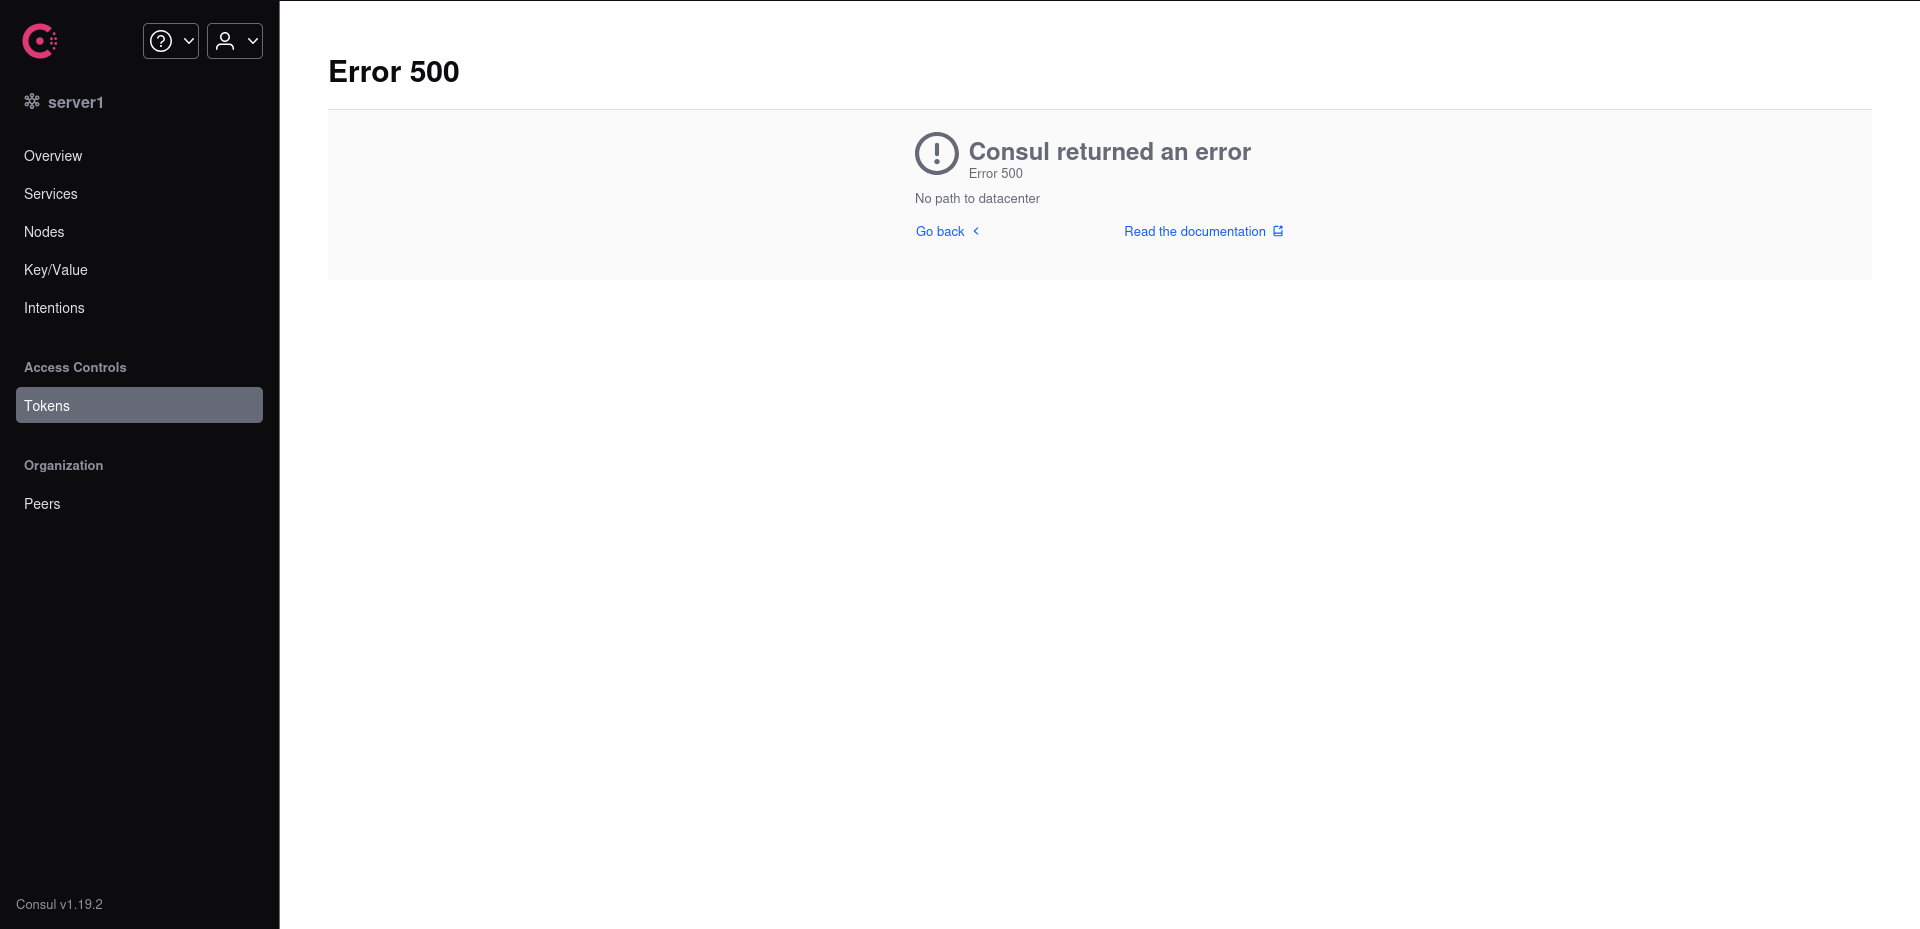 server1
Overview
Services
Nodes
Key/Value
Intentions
Access Controls
Tokens
Organization
Peers
Consul v1.19.2
Error 500
Consul returned an error
Error 500
No path to datacenter
Go back
Read the documentation